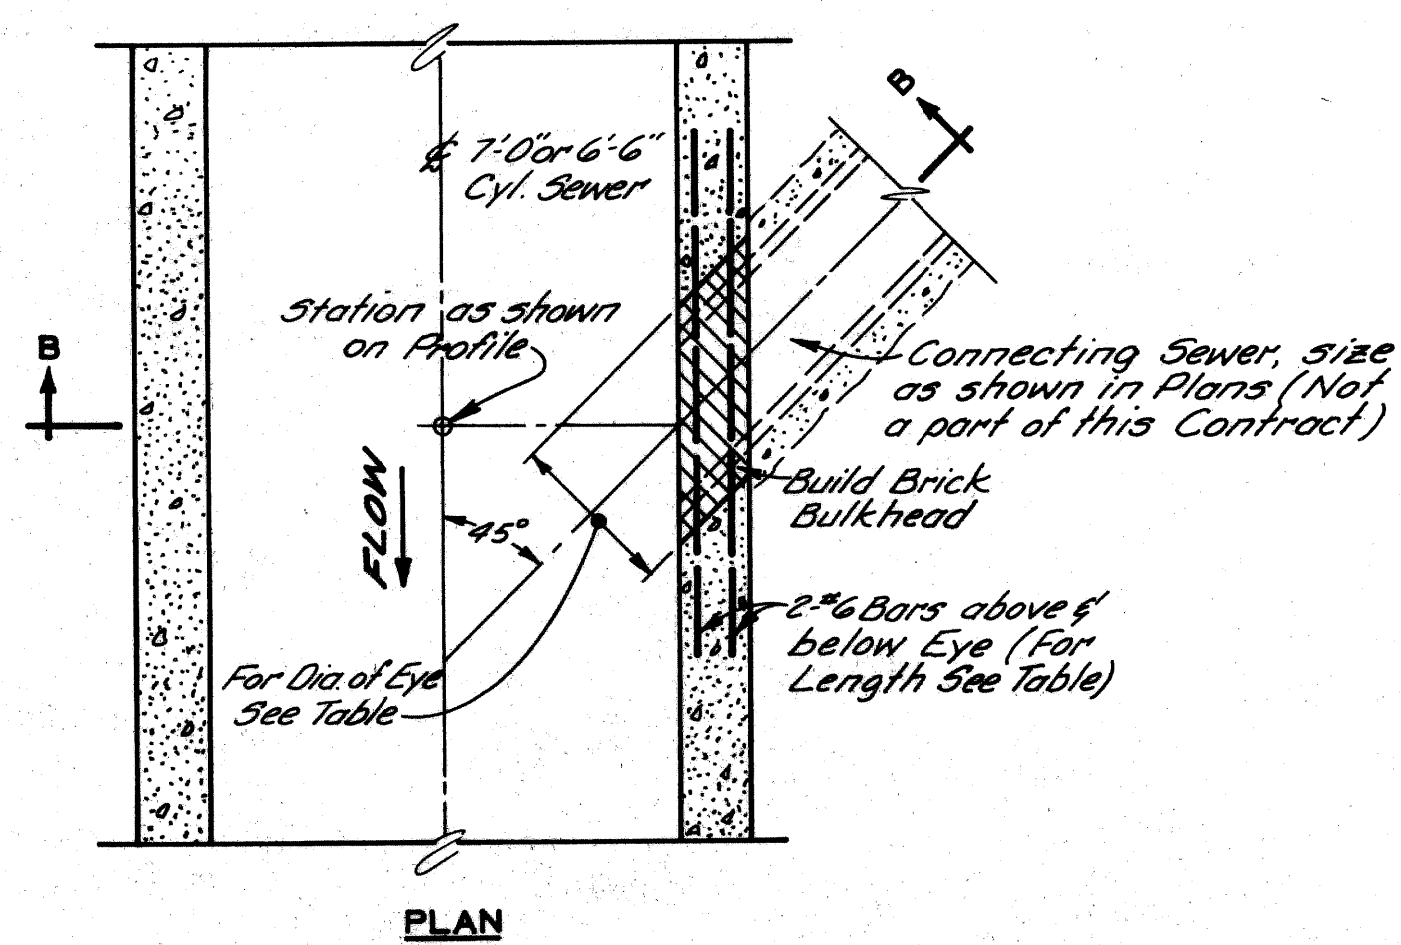 B
℄ 7'-0" or 6'-6"
Cyl. Sewer
Station as shown
on Profile
B
Connecting Sewer, size
as shown in Plans (Not
a part of this Contract)
FLOW
45°
Build Brick
Bulkhead
2-#6 Bars above &
below Eye (For
Length See Table)
For Dia. of Eye
See Table
PLAN